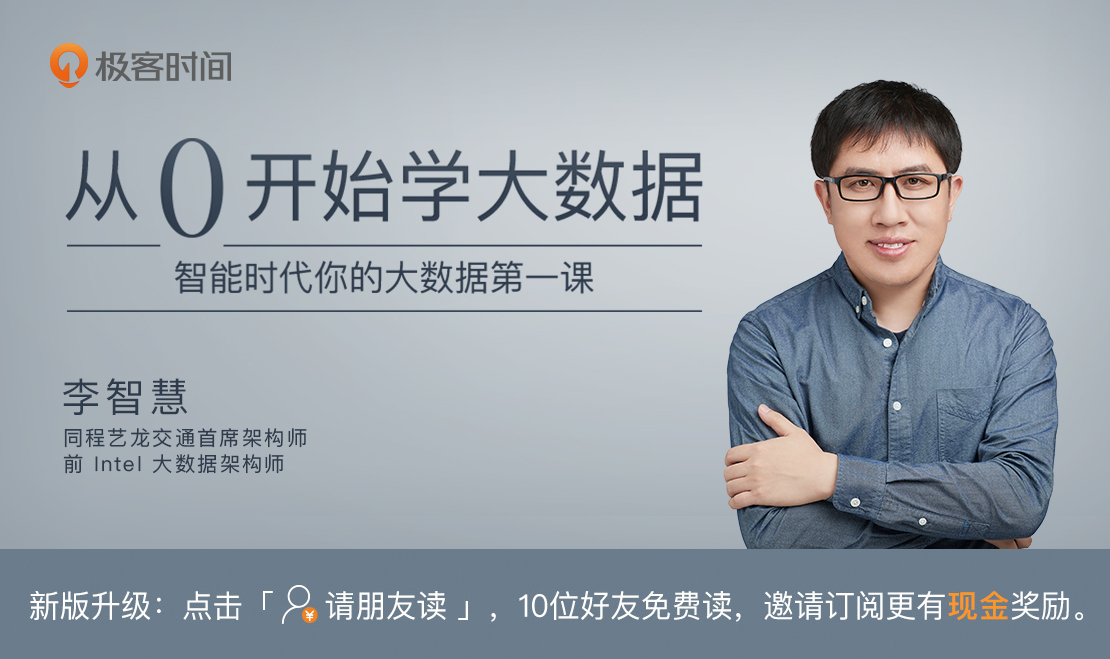 极客时间
从0开始学大数据
智能时代你的大数据第一课
李智慧
同程艺龙交通首席架构师
前 Intel 大数据架构师
新版升级：点击「 ¥ 请朋友读 」，10位好友免费读，邀请订阅更有现金奖励。